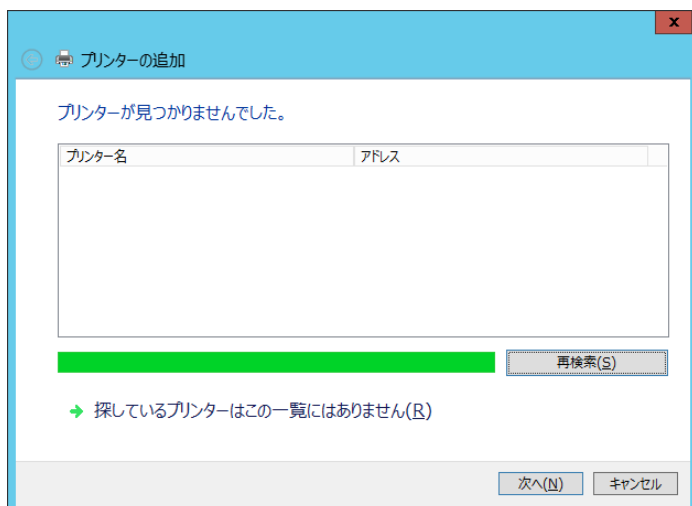 x
プリンターの追加
プリンターが見つかりませんでした。
プリンター名 アドレス
再検索(S)
探しているプリンターはこの一覧にはありません(R)
次へ(N) キャンセル